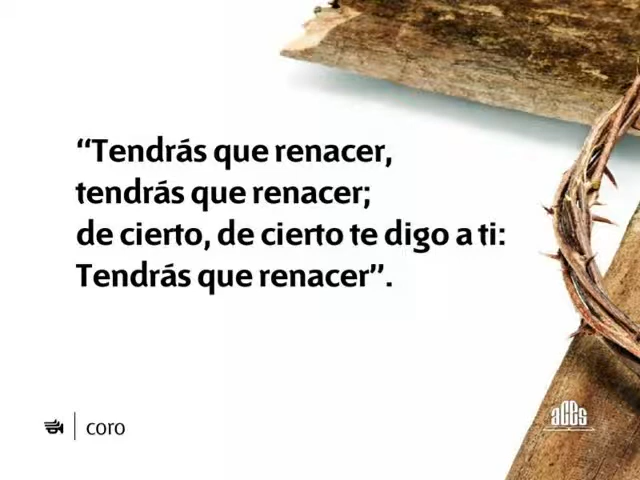 “Tendrás que renacer,
tendrás que renacer;
de cierto, de cierto te digo a ti:
Tendrás que renacer”.
coro
aces